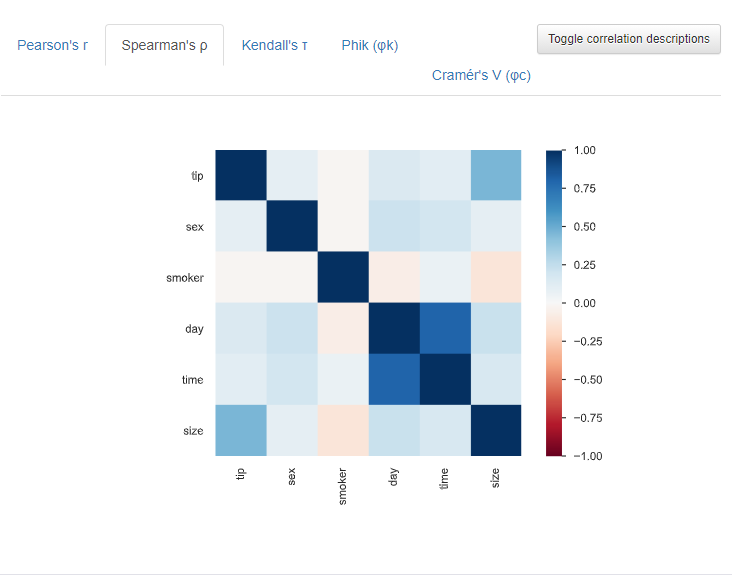 Pearson's r
Spearman's ρ
Kendall's τ
Phik (φk)
Toggle correlation descriptions
Cramér's V (φc)
tip
sex
smoker
day
time
size
tip
sex
smoker
day
time
size
1.00
0.75
0.50
0.25
0.00
−0.25
−0.50
−0.75
−1.00